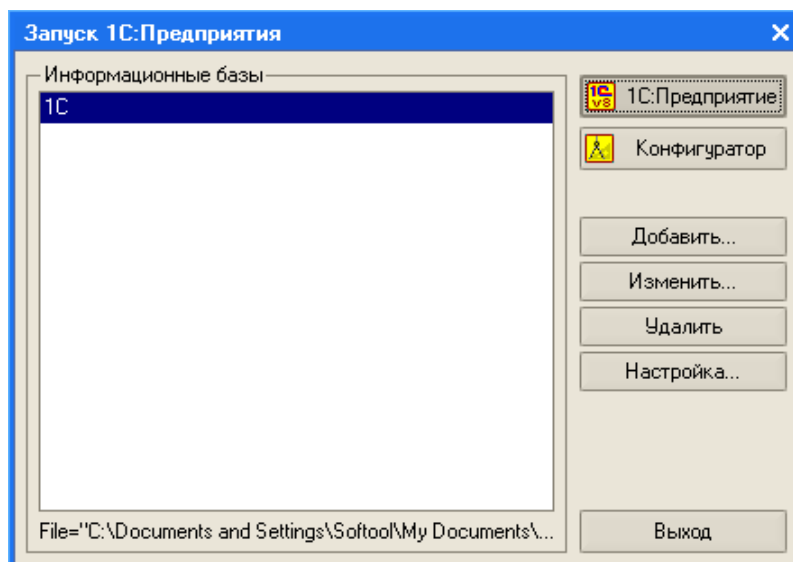 Запуск 1С:Предприятия
Информационные базы
1С
File="C:\Documents and Settings\Softool\My Documents\...
1С:Предприятие
Конфигуратор
Добавить...
Изменить...
Удалить
Настройка...
Выход